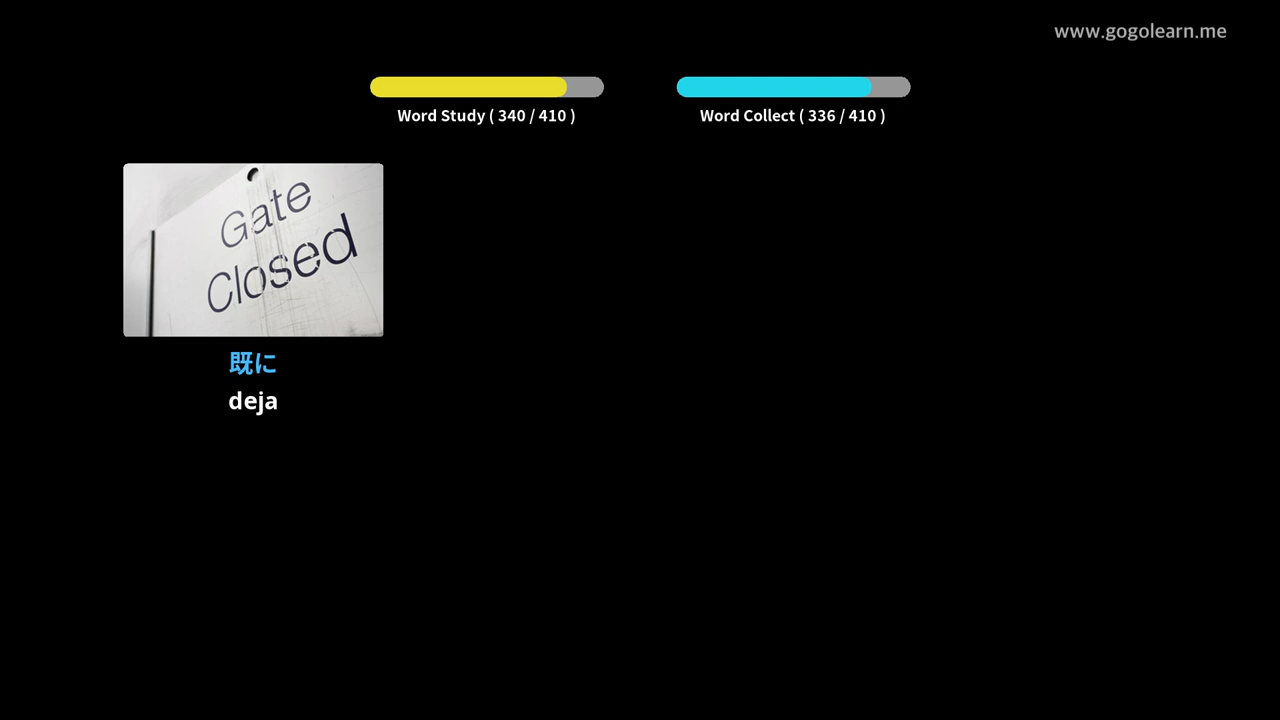 www.gogolearn.me
Word Study ( 340 / 410 )
Word Collect ( 336 / 410 )
Gate
Closed
既に
deja